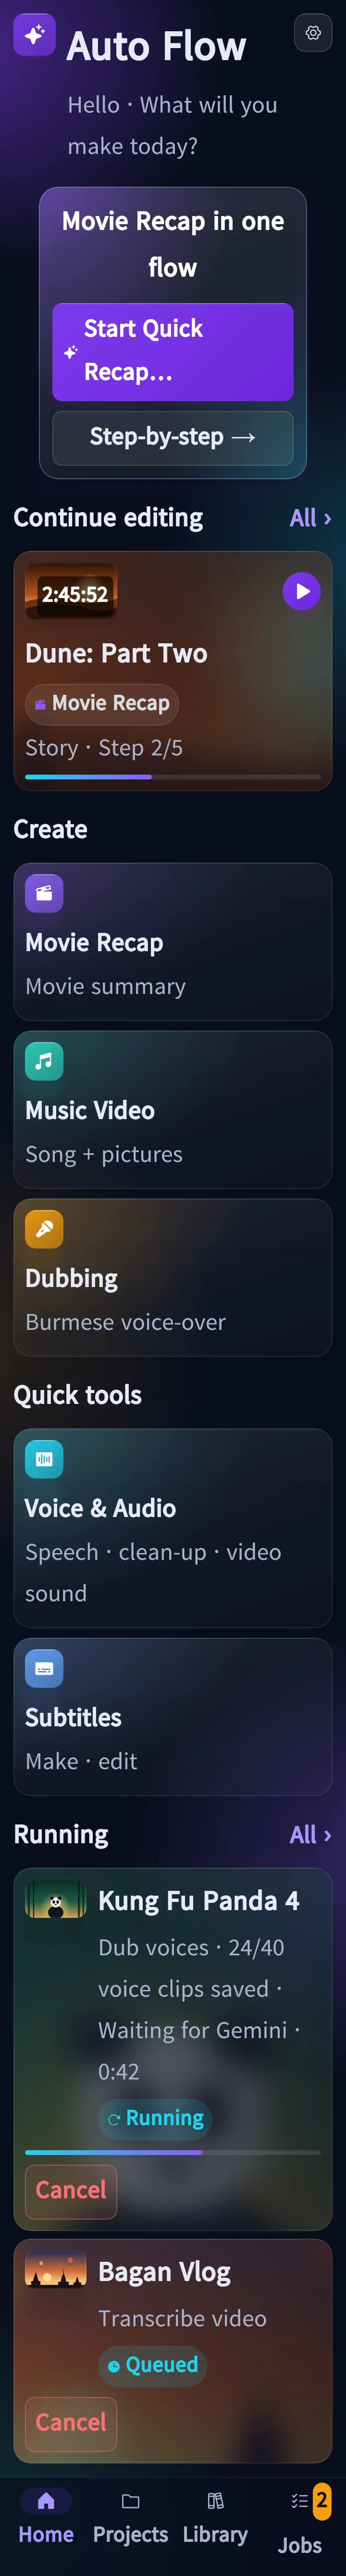 Auto Flow
Hello · What will you
make today?
Movie Recap in one
flow
Start Quick
Recap…
Step-by-step →
Continue editing All ›
2:45:52
Dune: Part Two
Movie Recap
Story · Step 2/5
Create
Movie Recap
Movie summary
Music Video
Song + pictures
Dubbing
Burmese voice-over
Quick tools
Voice & Audio
Speech · clean-up · video
sound
Subtitles
Make · edit
Running All ›
Kung Fu Panda 4
Dub voices · 24/40
voice clips saved ·
Waiting for Gemini ·
0:42
Running
Cancel
Bagan Vlog
Transcribe video
Queued
Cancel
2
Home Projects Library Jobs